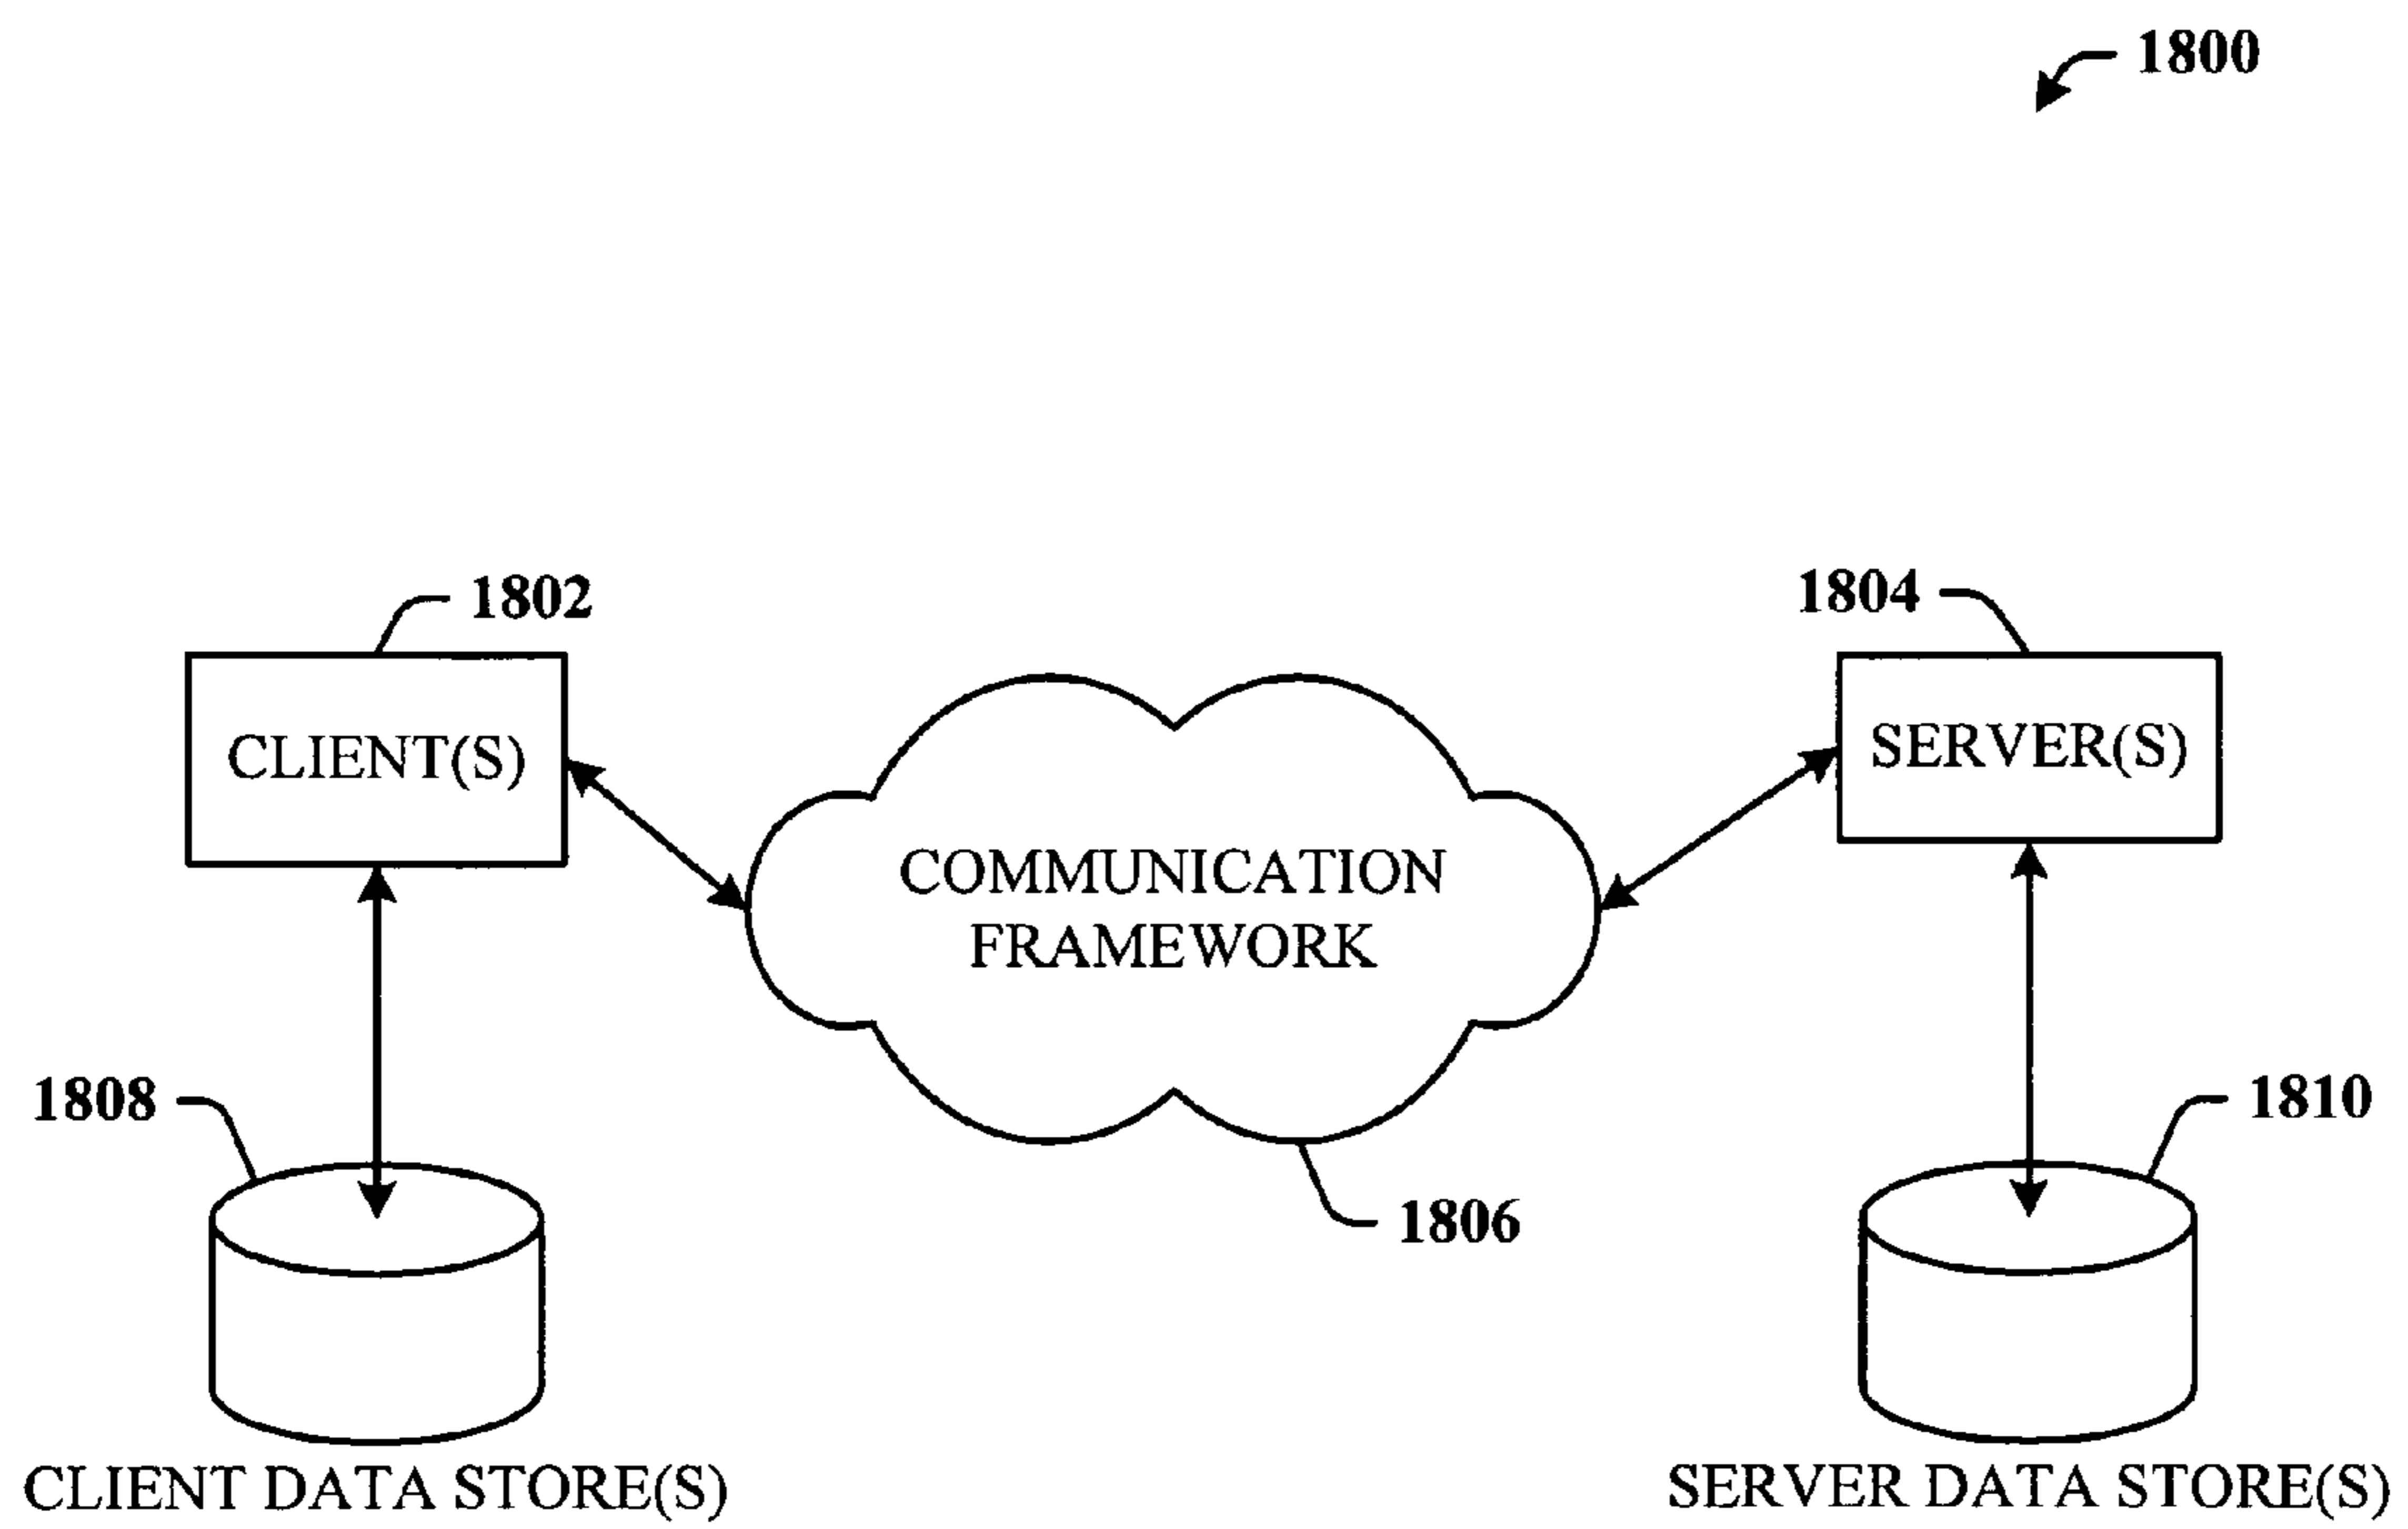 1800
1802
1804
CLIENT(S)
SERVER(S)
COMMUNICATION
FRAMEWORK
1808
1810
1806
CLIENT DATA STORE(S)
SERVER DATA STORE(S)